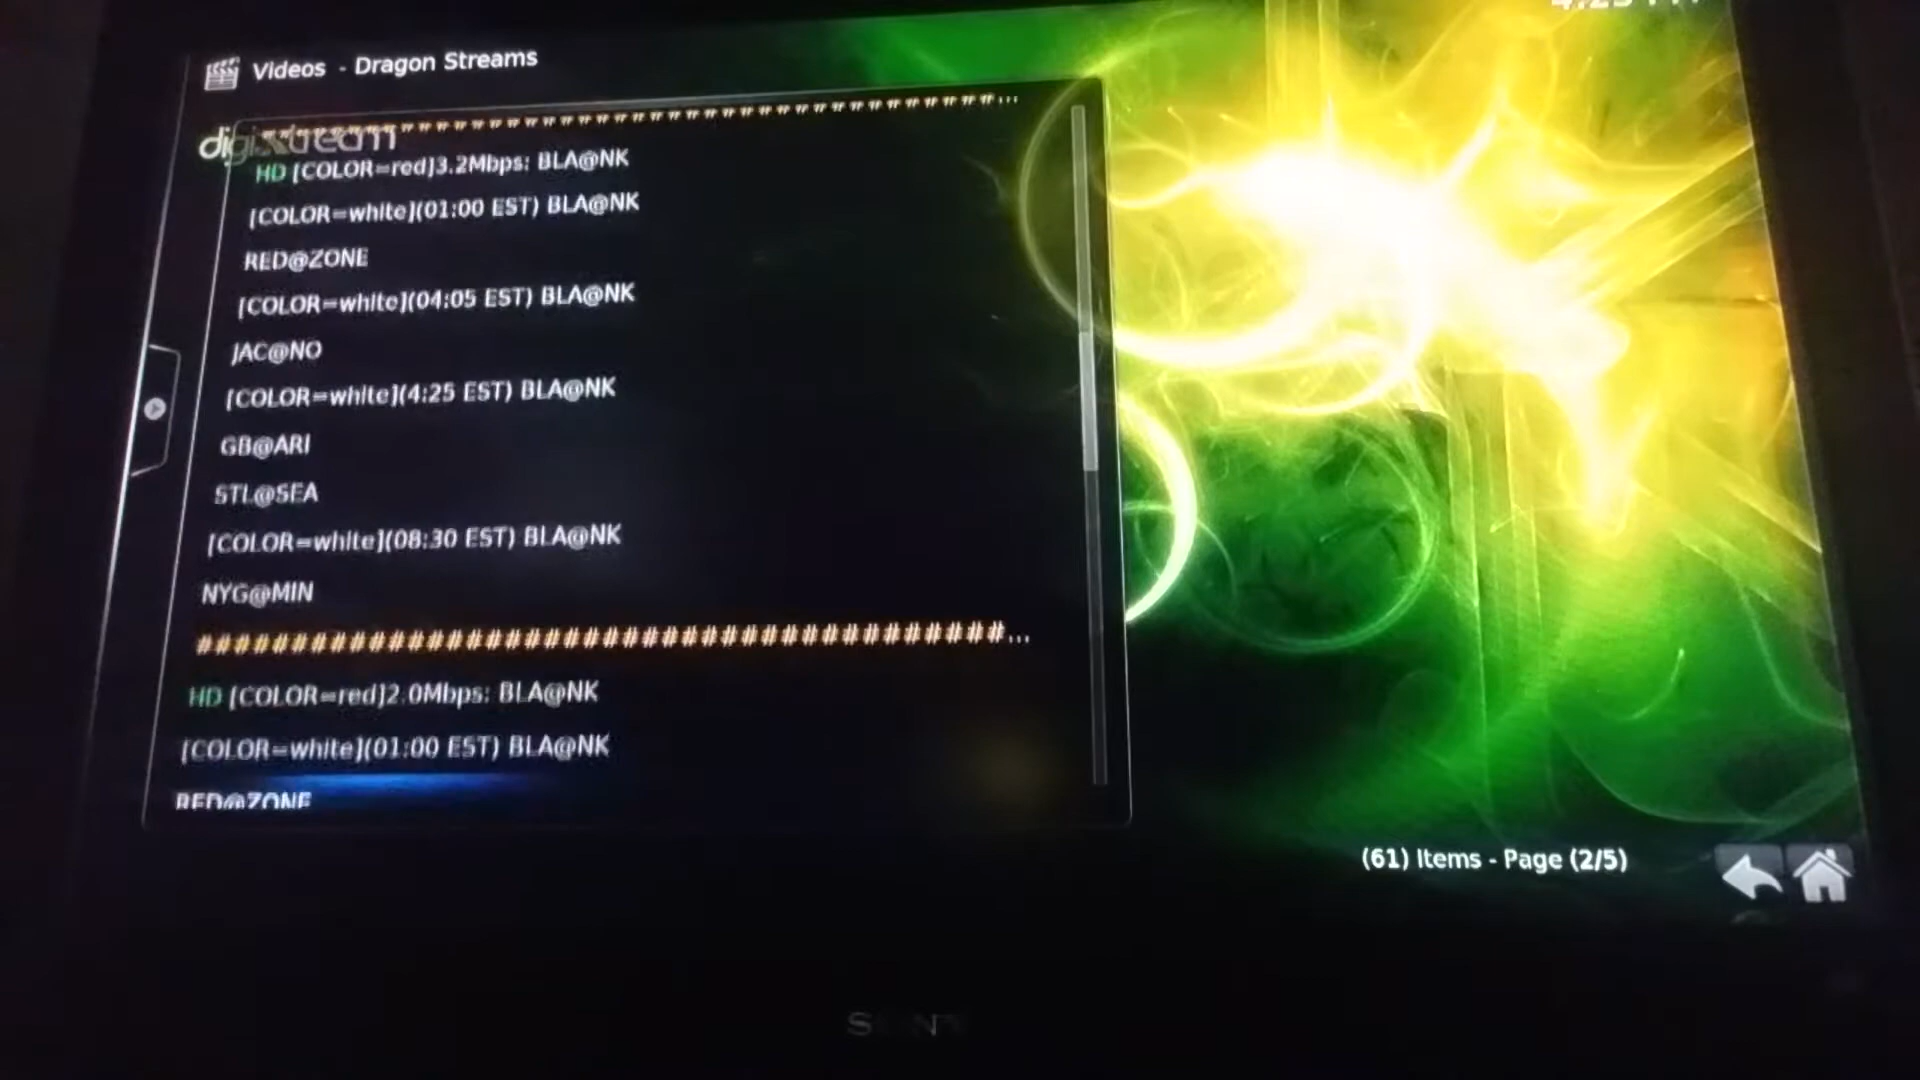 Videos - Dragon Streams
digixstream
HD [COLOR=red]3.2Mbps: BLA@NK
[COLOR=white](01:00 EST) BLA@NK
RED@ZONE
[COLOR=white](04:05 EST) BLA@NK
JAC@NO
[COLOR=white](4:25 EST) BLA@NK
GB@ARI
STL@SEA
[COLOR=white](08:30 EST) BLA@NK
NYG@MIN
#########################################...
HD [COLOR=red]2.0Mbps: BLA@NK
[COLOR=white](01:00 EST) BLA@NK
RED@ZONE
(61) Items - Page (2/5)
SONY